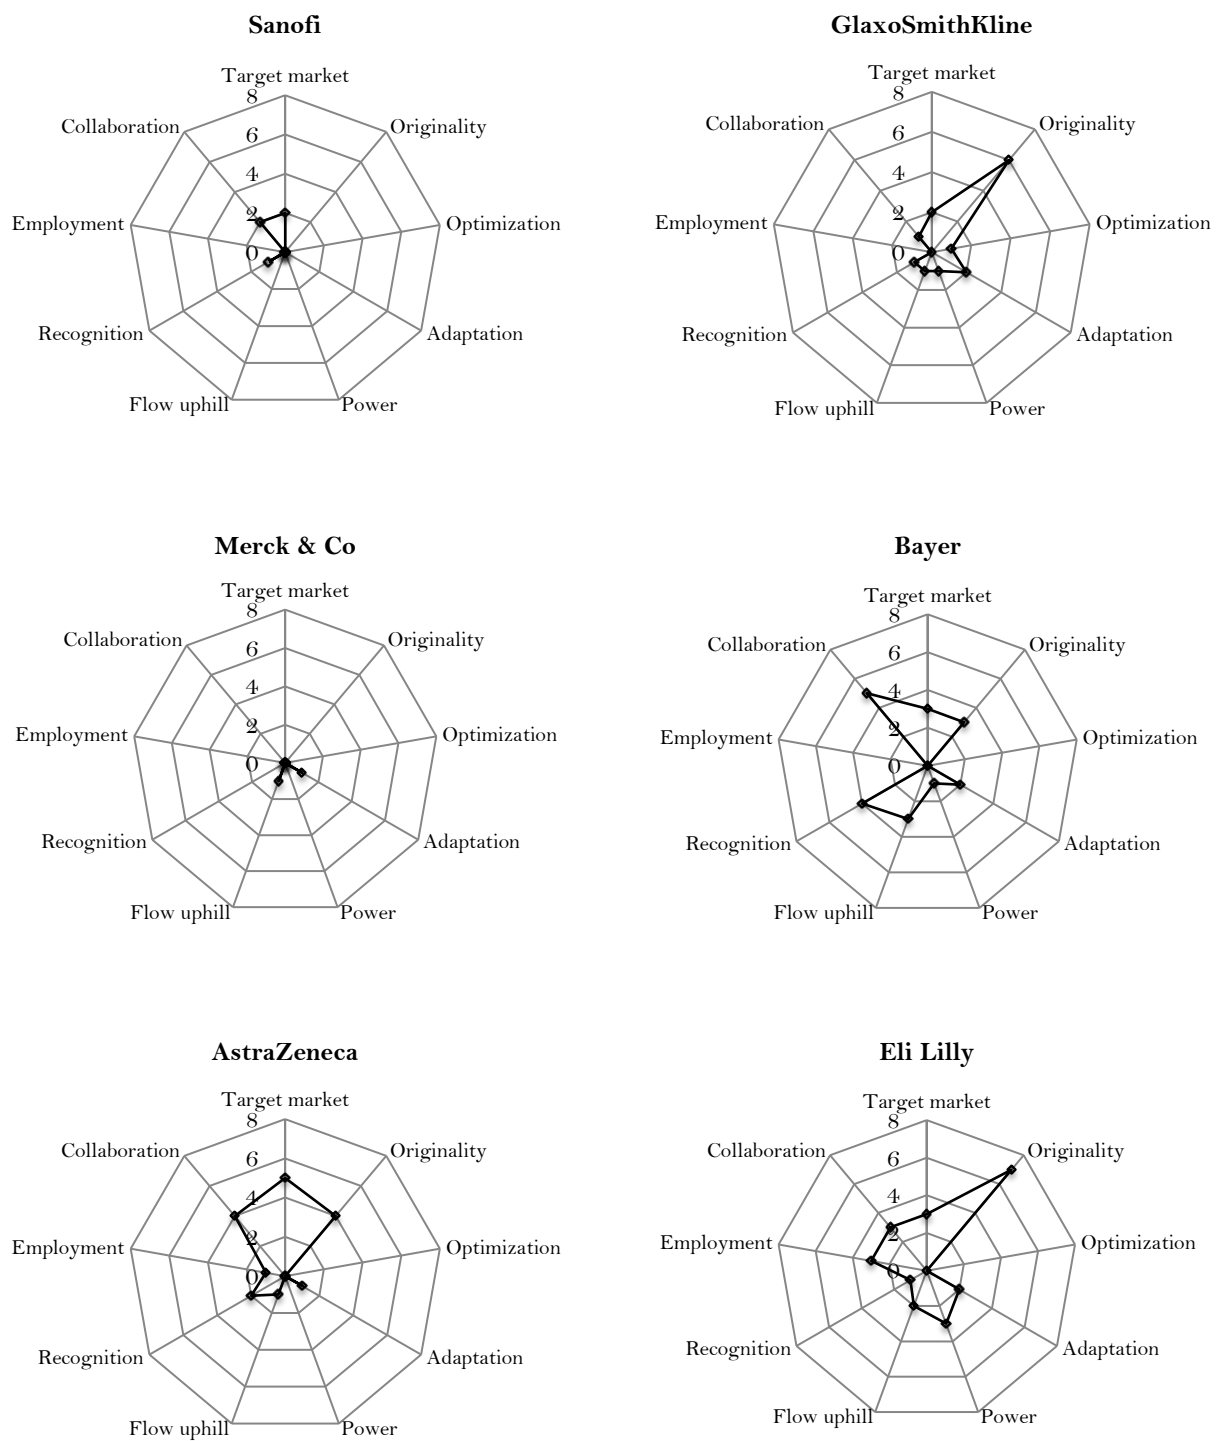 Sanofi
Target market
8
Collaboration
Originality
6
4
2
Employment
Optimization
0
Recognition
Adaptation
Flow uphill
Power
GlaxoSmithKline
Target market
8
Collaboration
Originality
6
4
2
Employment
Optimization
0
Recognition
Adaptation
Flow uphill
Power
Merck & Co
Target market
8
Collaboration
Originality
6
4
2
Employment
Optimization
0
Recognition
Adaptation
Flow uphill
Power
Bayer
Target market
8
Collaboration
Originality
6
4
2
Employment
Optimization
0
Recognition
Adaptation
Flow uphill
Power
AstraZeneca
Target market
8
Collaboration
Originality
6
4
2
Employment
Optimization
0
Recognition
Adaptation
Flow uphill
Power
Eli Lilly
Target market
8
Collaboration
Originality
6
4
2
Employment
Optimization
0
Recognition
Adaptation
Flow uphill
Power